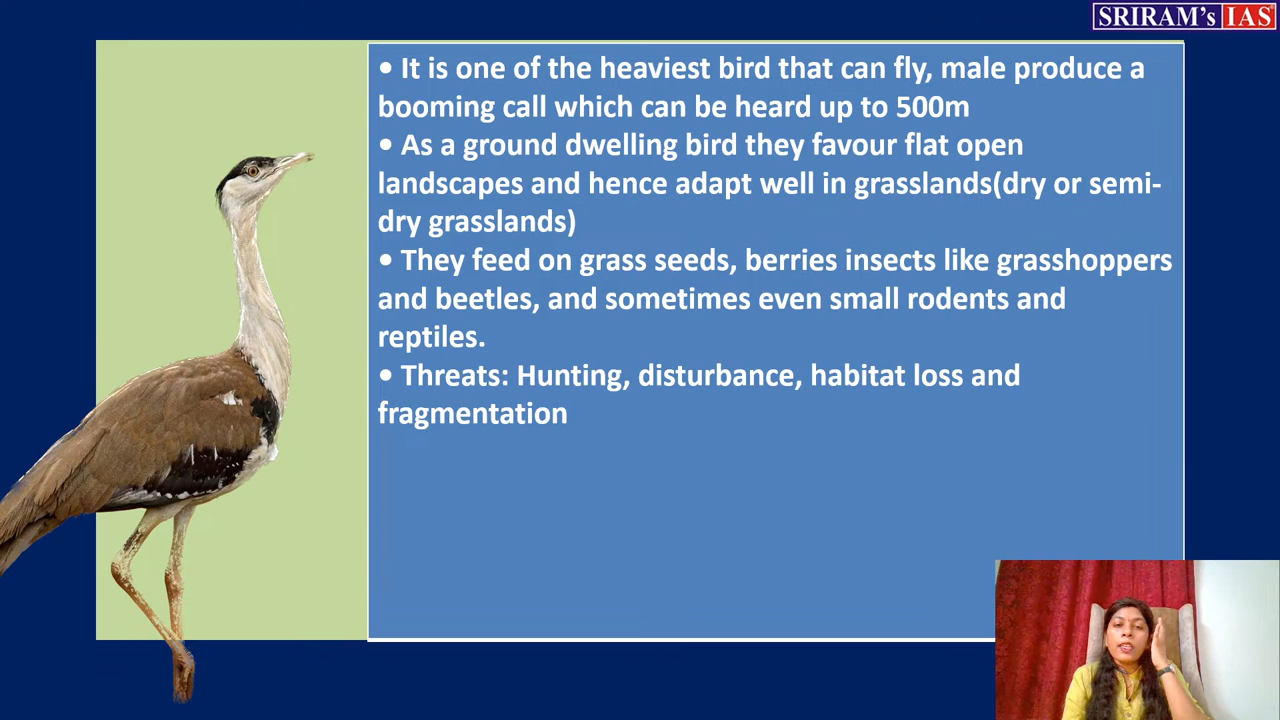 SRIRAM's IAS
• It is one of the heaviest bird that can fly, male produce a
booming call which can be heard up to 500m
• As a ground dwelling bird they favour flat open
landscapes and hence adapt well in grasslands(dry or semi-
dry grasslands)
• They feed on grass seeds, berries insects like grasshoppers
and beetles, and sometimes even small rodents and
reptiles.
• Threats: Hunting, disturbance, habitat loss and
fragmentation